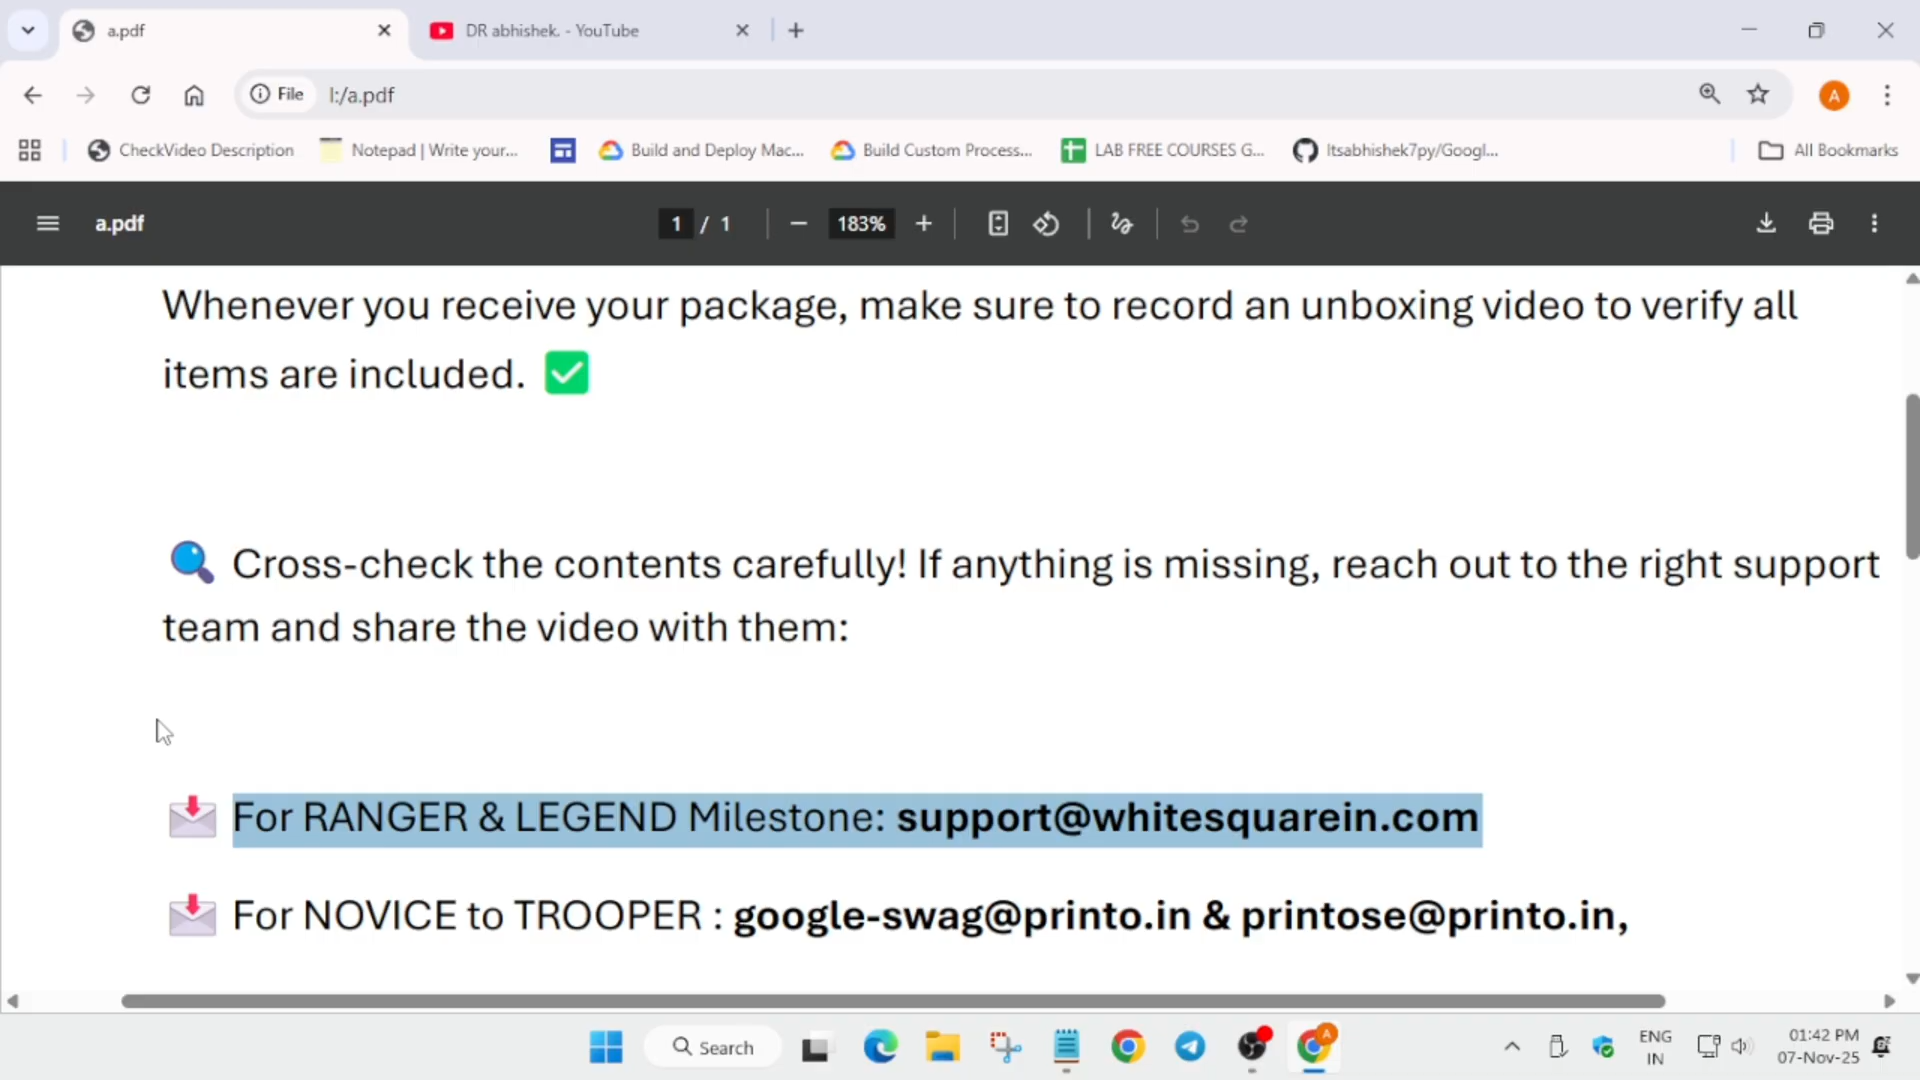 a.pdf
DR abhishek. - YouTube
File
I:/a.pdf
A
CheckVideo Description
Notepad | Write your...
Build and Deploy Mac...
Build Custom Process...
LAB FREE COURSES G...
Itsabhishek7py/Googl...
All Bookmarks
a.pdf
1 / 1
183%
Whenever you receive your package, make sure to record an unboxing video to verify all
items are included. ✅
🔍 Cross-check the contents carefully! If anything is missing, reach out to the right support
team and share the video with them:
📩 For RANGER & LEGEND Milestone: support@whitesquarein.com
📩 For NOVICE to TROOPER : google-swag@printo.in & printose@printo.in,
Search
A
ENG
IN
01:42 PM
07-Nov-25